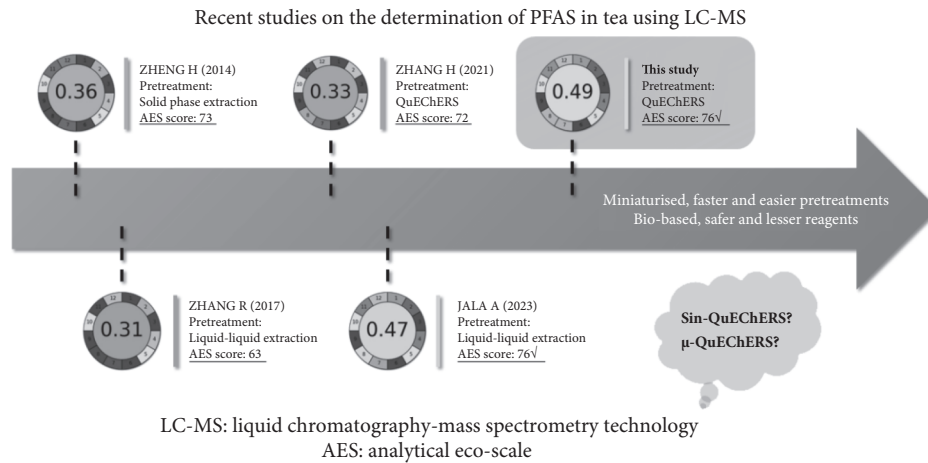 Recent studies on the determination of PFAS in tea using LC-MS
0.36
ZHENG H (2014)
Pretreatment:
Solid phase extraction
AES score: 73
0.33
ZHANG H (2021)
Pretreatment:
QuEChERS
AES score: 72
0.49
This study
Pretreatment:
QuEChERS
AES score: 76√
Miniaturised, faster and easier pretreatments
Bio-based, safer and lesser reagents
0.31
ZHANG R (2017)
Pretreatment:
Liquid-liquid extraction
AES score: 63
0.47
JALA A (2023)
Pretreatment:
Liquid-liquid extraction
AES score: 76√
Sin-QuEChERS?
μ-QuEChERS?
LC-MS: liquid chromatography-mass spectrometry technology
AES: analytical eco-scale